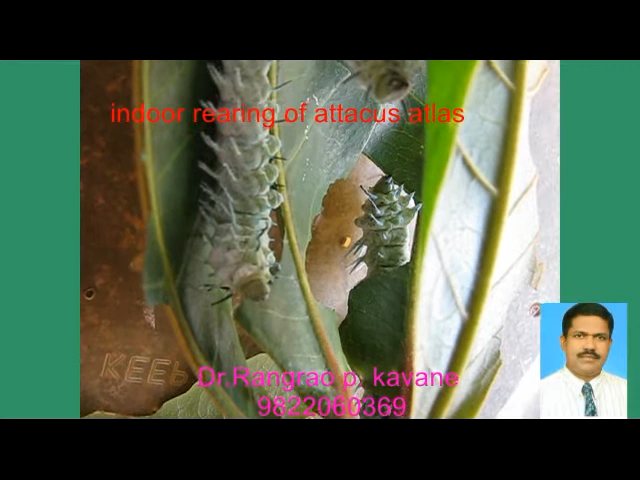 indoor rearing of attacus atlas
KEEP
Dr.Rangrao p. kavane
9822060369